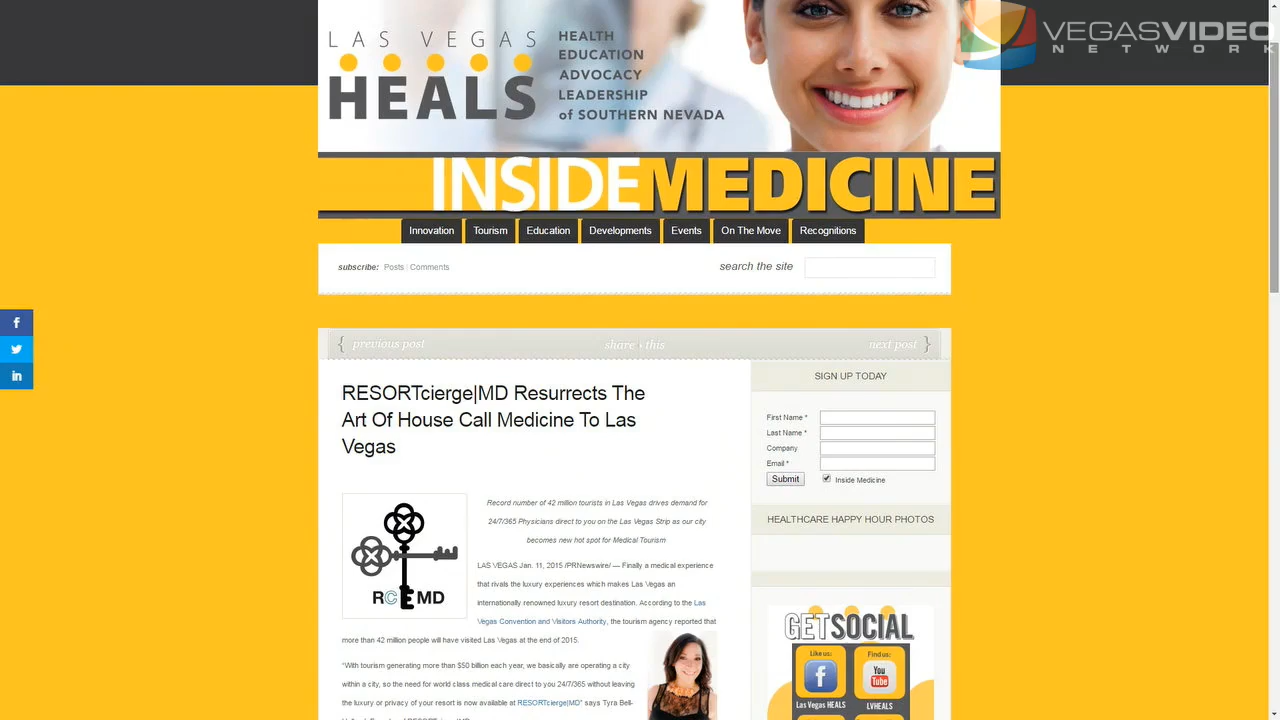 VEGASVIDEO
NETWORK
LAS VEGAS
HEALS
HEALTH
EDUCATION
ADVOCACY
LEADERSHIP
of SOUTHERN NEVADA
INSIDEMEDICINE
Innovation Tourism Education Developments Events On The Move Recognitions
subscribe: Posts | Comments
search the site
{ previous post share › this next post }
RESORTcierge|MD Resurrects The
Art Of House Call Medicine To Las
Vegas
RC MD
Record number of 42 million tourists in Las Vegas drives demand for
24/7/365 Physicians direct to you on the Las Vegas Strip as our city
becomes new hot spot for Medical Tourism
LAS VEGAS Jan. 11, 2015 /PRNewswire/ — Finally a medical experience
that rivals the luxury experiences which makes Las Vegas an
internationally renowned luxury resort destination. According to the Las
Vegas Convention and Visitors Authority, the tourism agency reported that
more than 42 million people will have visited Las Vegas at the end of 2015.
"With tourism generating more than $50 billion each year, we basically are operating a city
within a city, so the need for world class medical care direct to you 24/7/365 without leaving
the luxury or privacy of your resort is now available at RESORTcierge|MD" says Tyra Bell-
SIGN UP TODAY
First Name *
Last Name *
Company
Email *
Submit Inside Medicine
HEALTHCARE HAPPY HOUR PHOTOS
GETSOCIAL
Like us: Find us:
f You Tube
Las Vegas HEALS LVHEALS
f
in